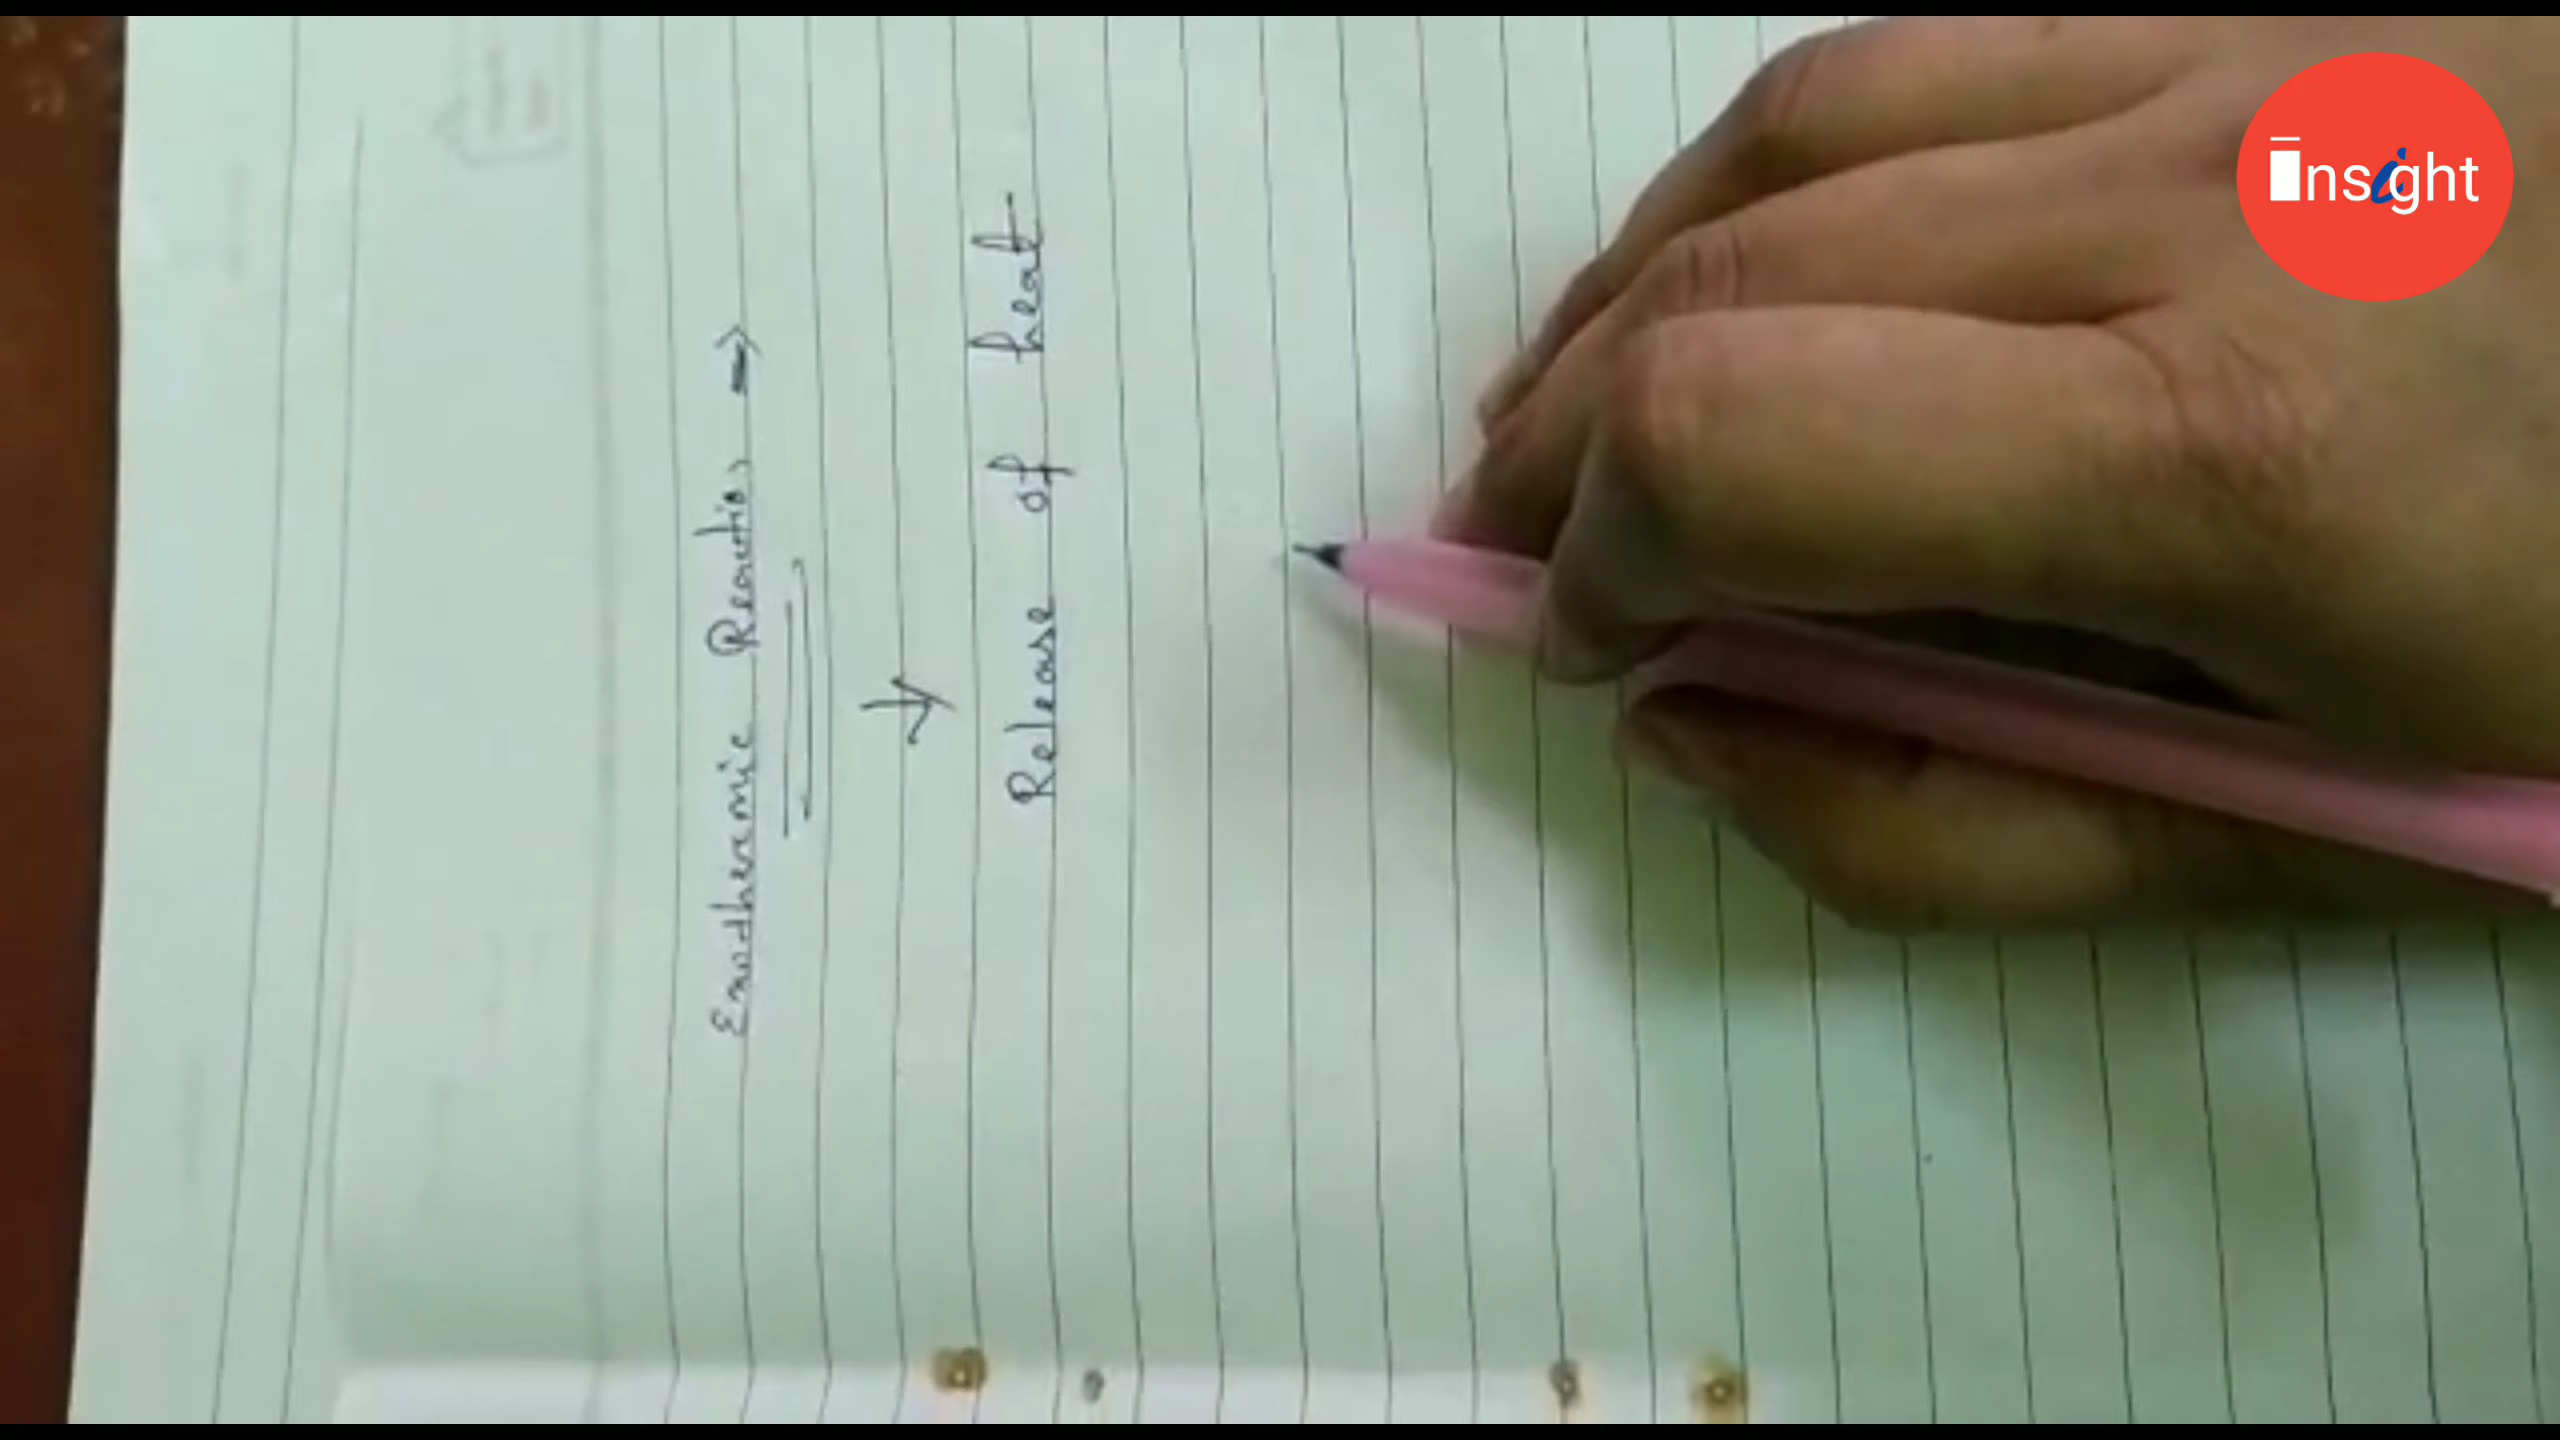 Exothermic Reaction →
↓
Release of heat
Insight